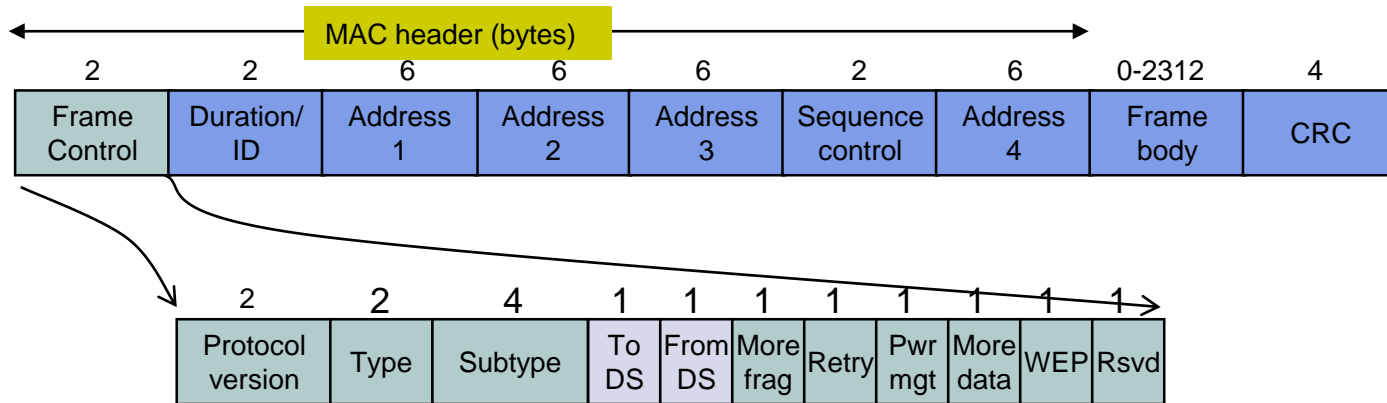 MAC header (bytes)
2 2 6 6 6 2 6 0-2312 4
Frame Duration/ Address Address Address Sequence Address Frame CRC
Control ID 1 2 3 control 4 body
2 2 4 1 1 1 1 1 1 1 1
Protocol Type Subtype To From More Retry Pwr More WEP Rsvd
version DS DS frag mgt data